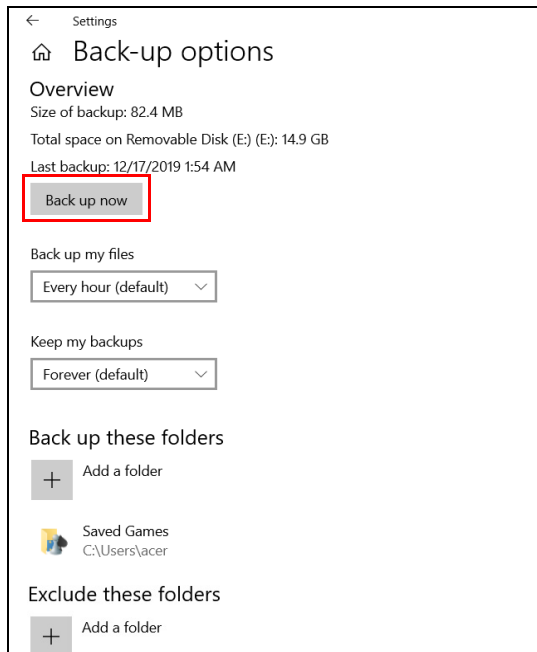 Settings
Back-up options
Overview
Size of backup: 82.4 MB
Total space on Removable Disk (E:) (E:): 14.9 GB
Last backup: 12/17/2019 1:54 AM
Back up now
Back up my files
Every hour (default)
Keep my backups
Forever (default)
Back up these folders
Add a folder
Saved Games
C:\Users\acer
Exclude these folders
Add a folder